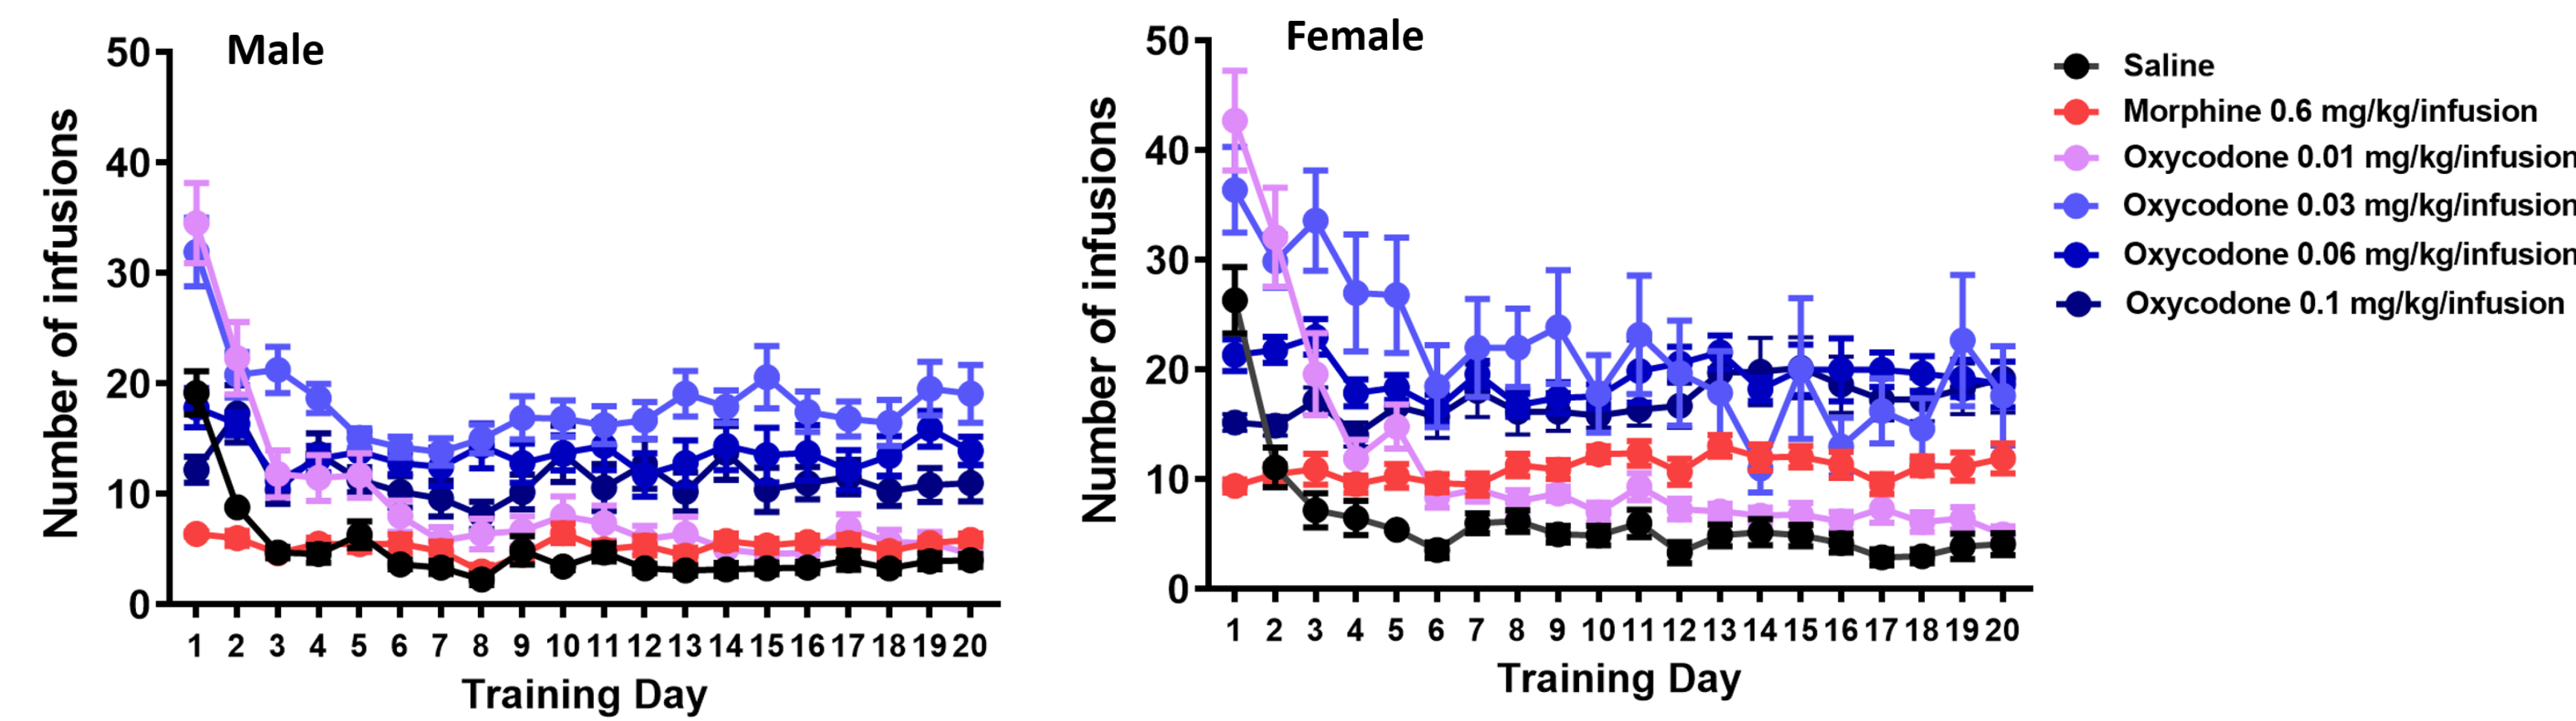 Male
Number of infusions
50
40
30
20
10
0
1 2 3 4 5 6 7 8 9 10 11 12 13 14 15 16 17 18 19 20
Training Day
Female
Number of infusions
50
40
30
20
10
0
1 2 3 4 5 6 7 8 9 10 11 12 13 14 15 16 17 18 19 20
Training Day
Saline
Morphine 0.6 mg/kg/infusion
Oxycodone 0.01 mg/kg/infusion
Oxycodone 0.03 mg/kg/infusion
Oxycodone 0.06 mg/kg/infusion
Oxycodone 0.1 mg/kg/infusion